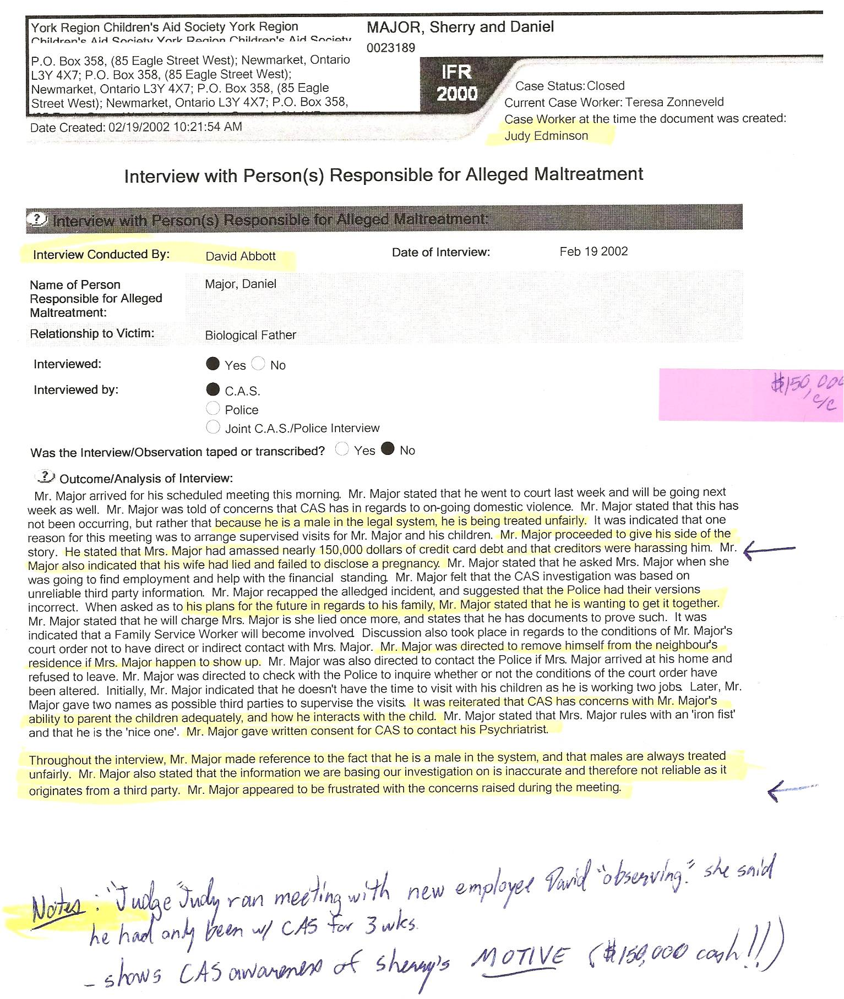 York Region Children's Aid Society York Region
Children's Aid Society York Region Children's Aid Society
P.O. Box 358, (85 Eagle Street West); Newmarket, Ontario
L3Y 4X7; P.O. Box 358, (85 Eagle Street West);
Newmarket, Ontario L3Y 4X7; P.O. Box 358, (85 Eagle
Street West); Newmarket, Ontario L3Y 4X7; P.O. Box 358,
Date Created: 02/19/2002 10:21:54 AM
MAJOR, Sherry and Daniel
0023189
IFR
2000
Case Status: Closed
Current Case Worker: Teresa Zonneveld
Case Worker at the time the document was created:
Judy Edminson
Interview with Person(s) Responsible for Alleged Maltreatment
? Interview with Person(s) Responsible for Alleged Maltreatment:
Interview Conducted By: David Abbott Date of Interview: Feb 19 2002
Name of Person Major, Daniel
Responsible for Alleged
Maltreatment:
Relationship to Victim: Biological Father
Interviewed: Yes No
Interviewed by: C.A.S.
Police
Joint C.A.S./Police Interview
$150,000
c/c
Was the Interview/Observation taped or transcribed? Yes No
? Outcome/Analysis of Interview:
Mr. Major arrived for his scheduled meeting this morning. Mr. Major stated that he went to court last week and will be going next
week as well. Mr. Major was told of concerns that CAS has in regards to on-going domestic violence. Mr. Major stated that this has
not been occurring, but rather that because he is a male in the legal system, he is being treated unfairly. It was indicated that one
reason for this meeting was to arrange supervised visits for Mr. Major and his children. Mr. Major proceeded to give his side of the
story. He stated that Mrs. Major had amassed nearly 150,000 dollars of credit card debt and that creditors were harassing him. Mr.
Major also indicated that his wife had lied and failed to disclose a pregnancy. Mr. Major stated that he asked Mrs. Major when she
was going to find employment and help with the financial standing. Mr. Major felt that the CAS investigation was based on
unreliable third party information. Mr. Major recapped the alledged incident, and suggested that the Police had their versions
incorrect. When asked as to his plans for the future in regards to his family, Mr. Major stated that he is wanting to get it together.
Mr. Major stated that he will charge Mrs. Major is she lied once more, and states that he has documents to prove such. It was
indicated that a Family Service Worker will become involved. Discussion also took place in regards to the conditions of Mr. Major's
court order not to have direct or indirect contact with Mrs. Major. Mr. Major was directed to remove himself from the neighbour's
residence if Mrs. Major happen to show up. Mr. Major was also directed to contact the Police if Mrs. Major arrived at his home and
refused to leave. Mr. Major was directed to check with the Police to inquire whether or not the conditions of the court order have
been altered. Initially, Mr. Major indicated that he doesn't have the time to visit with his children as he is working two jobs. Later, Mr.
Major gave two names as possible third parties to supervise the visits. It was reiterated that CAS has concerns with Mr. Major's
ability to parent the children adequately, and how he interacts with the child. Mr. Major stated that Mrs. Major rules with an 'iron fist'
and that he is the 'nice one'. Mr. Major gave written consent for CAS to contact his Psychriatrist.
Throughout the interview, Mr. Major made reference to the fact that he is a male in the system, and that males are always treated
unfairly. Mr. Major also stated that the information we are basing our investigation on is inaccurate and therefore not reliable as it
originates from a third party. Mr. Major appeared to be frustrated with the concerns raised during the meeting.
Notes: "Judge" Judy ran meeting with new employee David "observing." she said
he had only been w/ CAS for 3 wks.
- shows CAS awareness of Sherry's MOTIVE ($150,000 cash!!)